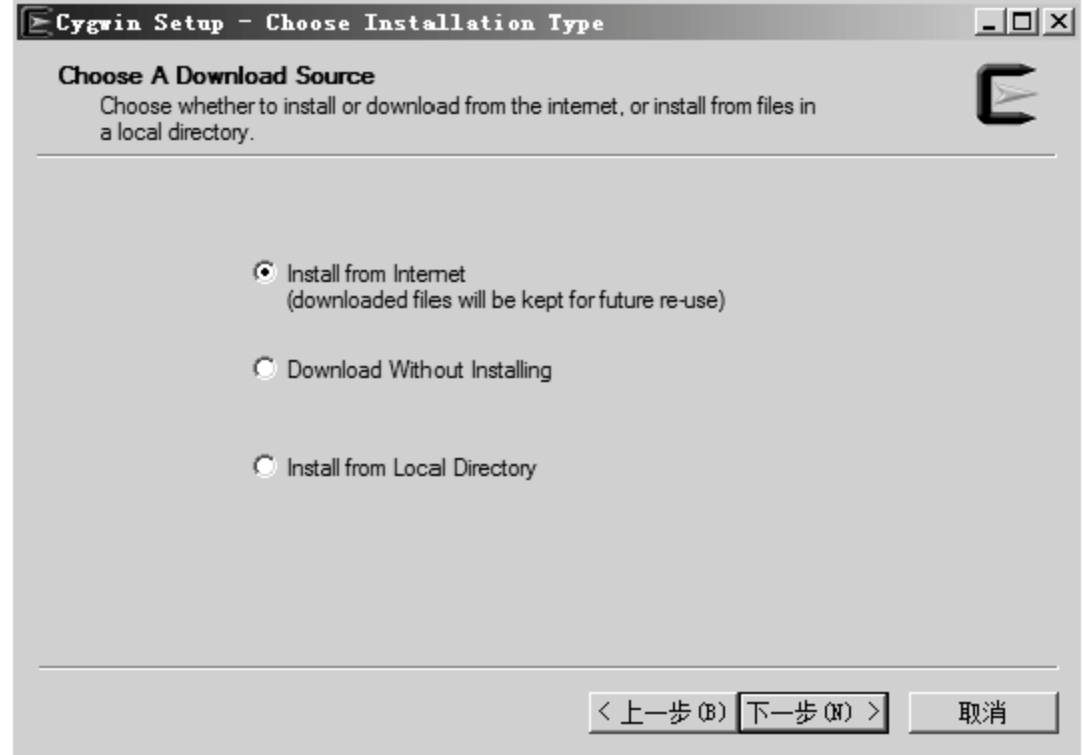 Cygwin Setup - Choose Installation Type
Choose A Download Source
Choose whether to install or download from the internet, or install from files in
a local directory.
Install from Internet
(downloaded files will be kept for future re-use)
Download Without Installing
Install from Local Directory
< 上一步(B) 下一步(N) > 取消